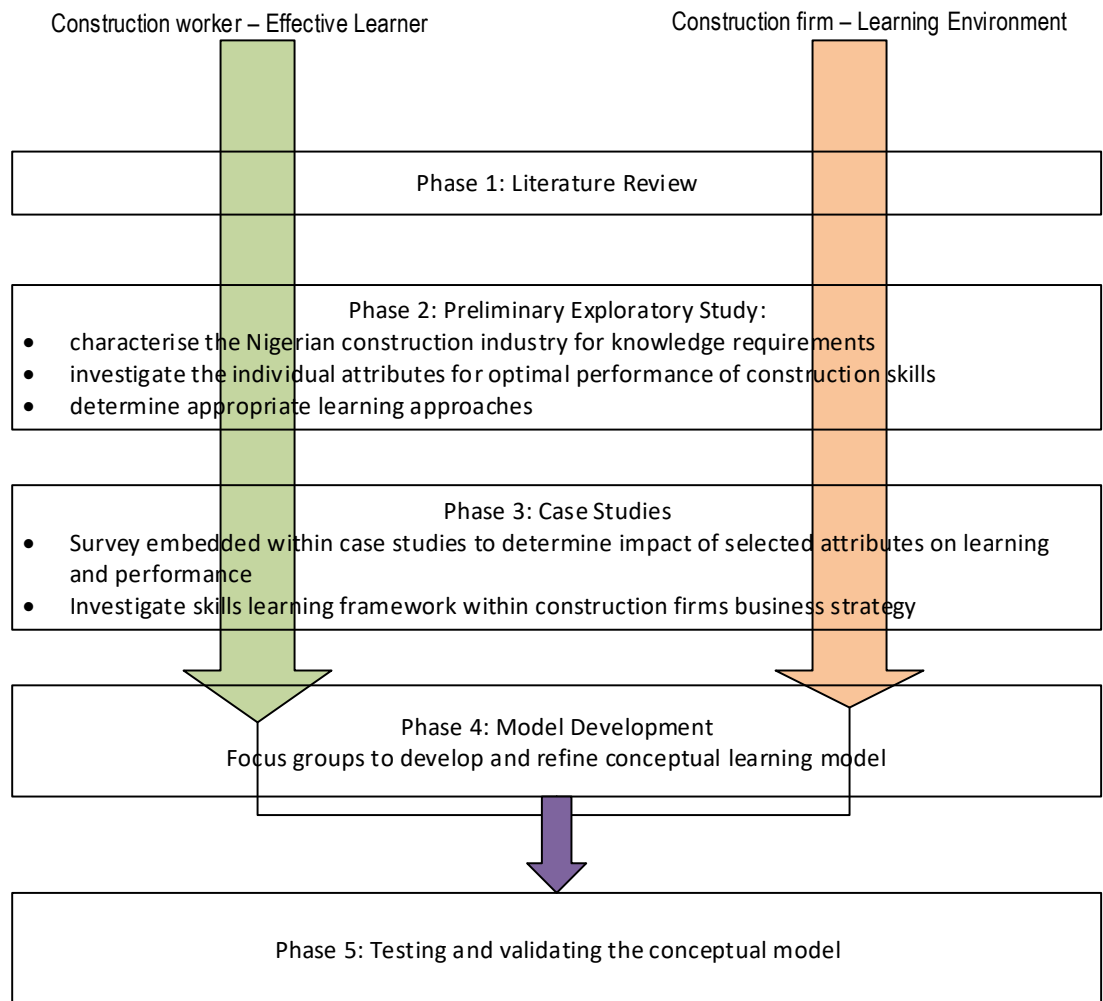 Construction worker – Effective Learner
Construction firm – Learning Environment
Phase 1: Literature Review
Phase 2: Preliminary Exploratory Study:
• characterise the Nigerian construction industry for knowledge requirements
• investigate the individual attributes for optimal performance of construction skills
• determine appropriate learning approaches
Phase 3: Case Studies
• Survey embedded within case studies to determine impact of selected attributes on learning
and performance
• Investigate skills learning framework within construction firms business strategy
Phase 4: Model Development
Focus groups to develop and refine conceptual learning model
Phase 5: Testing and validating the conceptual model